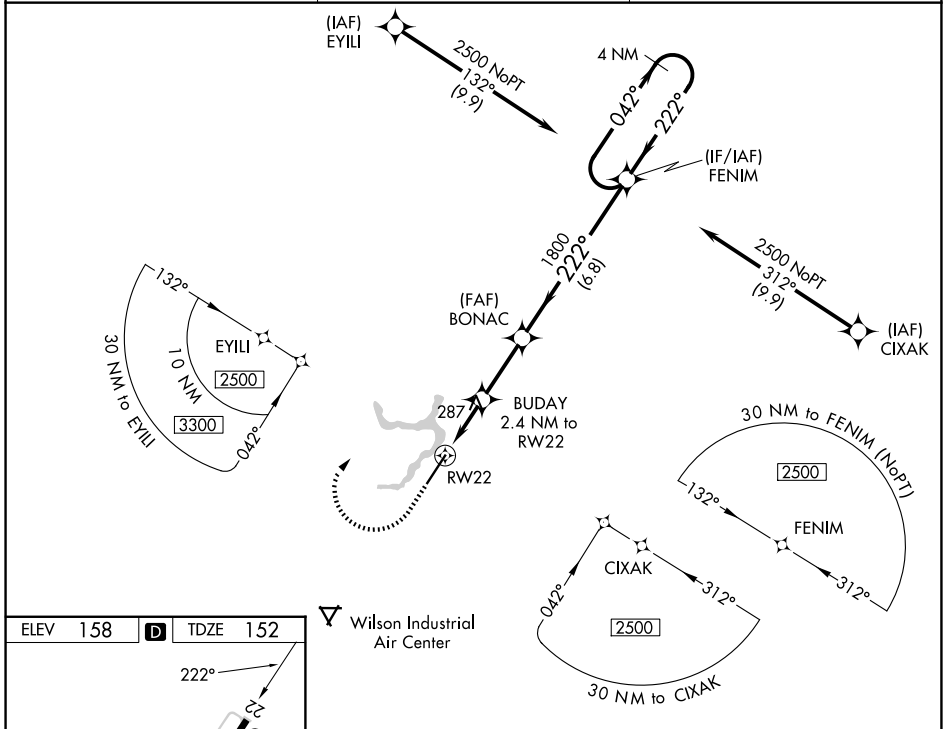 (IAF)
EYILI
2500 NoPT
132°
(9.9)
4 NM
042°
222°
(IF/IAF)
FENIM
1800
222°
(6.8)
2500 NoPT
312°
(9.9)
(IAF)
CIXAK
(FAF)
BONAC
132°
EYILI
10 NM
2500
30 NM to EYILI
3300
042°
287
BUDAY
2.4 NM to
RW22
RW22
30 NM to FENIM (NoPT)
2500
132°
FENIM
312°
CIXAK
042°
312°
2500
30 NM to CIXAK
Wilson Industrial
Air Center
ELEV 158 D TDZE 152
222°
22